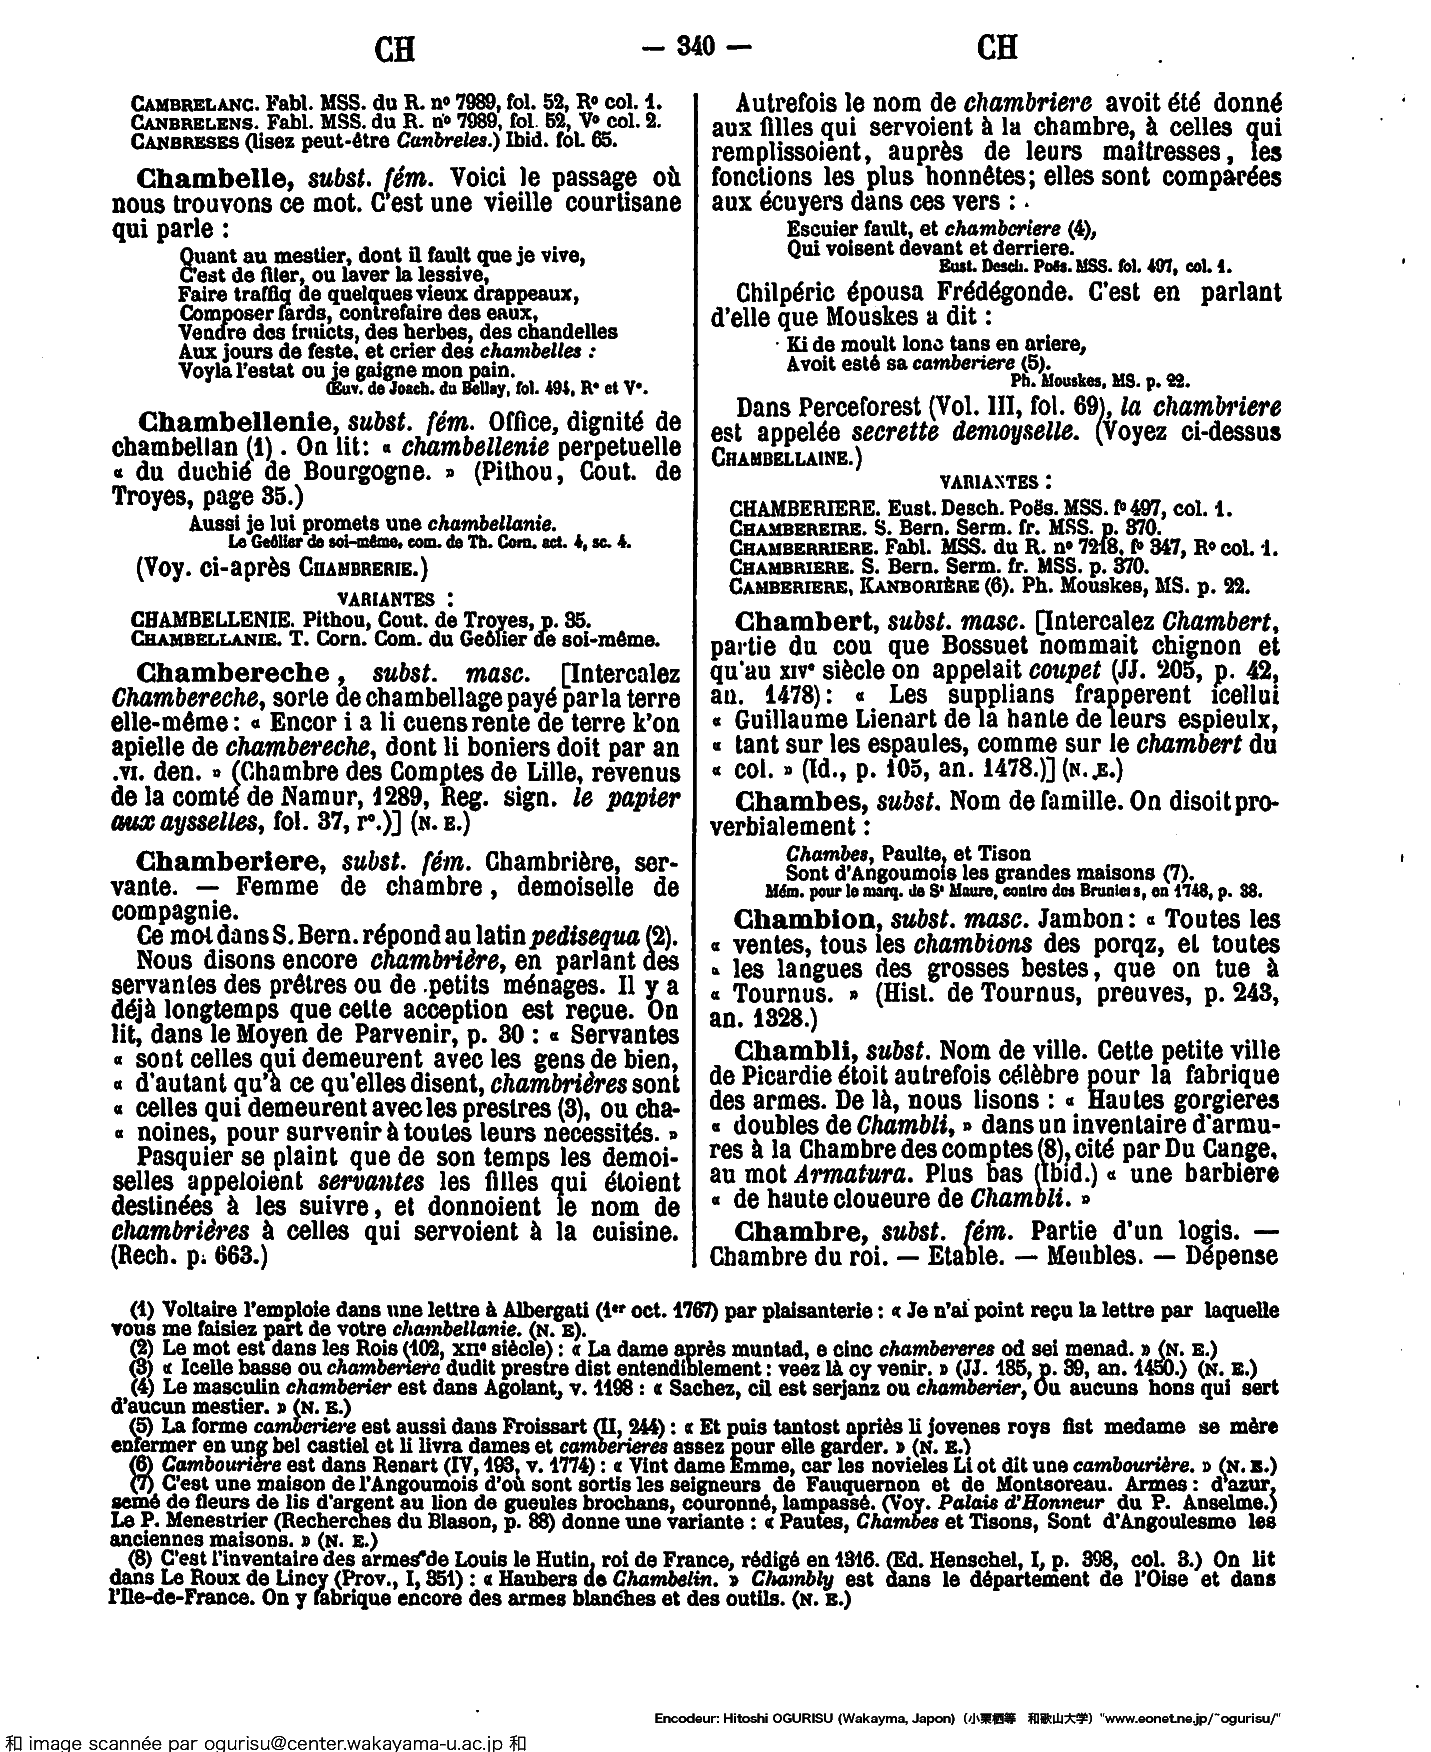 CH
— 340 —
CH
CAMBRELANC. Fabl. MSS. du R. nº 7989, fol. 52, Rº col. 1.
CANBRELENS. Fabl. MSS. du R. nº 7989, fol. 52, Vº col. 2.
CANBRESES (lisez peut-être Canbreles.) Ibid. fol. 65.
Chambelle, subst. fém. Voici le passage où
nous trouvons ce mot. C'est une vieille courtisane
qui parle :
Quant au mestier, dont il fault que je vive,
C'est de filer, ou laver la lessive,
Faire traffiq de quelques vieux drappeaux,
Composer fards, contrefaire des eaux,
Vendre des fruicts, des herbes, des chandelles
Aux jours de feste, et crier des chambelles :
Voyla l'estat ou je gaigne mon pain.
Œuv. de Joach. du Bellay, fol. 494, Rº et Vº.
Chambellenie, subst. fém. Office, dignité de
chambellan (1). On lit: « chambellenie perpetuelle
« du duchié de Bourgogne. » (Pithou, Cout. de
Troyes, page 35.)
Aussi je lui promets une chambellanie.
Le Geôlier de soi-même, com. de Th. Corn. act. 4, sc. 4.
(Voy. ci-après CHAMBRERIE.)
VARIANTES :
CHAMBELLENIE. Pithou, Cout. de Troyes, p. 35.
CHAMBELLANIE. T. Corn. Com. du Geôlier de soi-même.
Chambereche, subst. masc. [Intercalez
Chambereche, sorte de chambellage payé par la terre
elle-même : « Encor i a li cuens rente de terre k'on
apielle de chambereche, dont li boniers doit par an
.VI. den. » (Chambre des Comptes de Lille, revenus
de la comté de Namur, 1289, Reg. sign. le papier
aux aysselles, fol. 37, rº.)] (N. E.)
Chamberiere, subst. fém. Chambrière, ser-
vante. — Femme de chambre, demoiselle de
compagnie.
Ce mot dans S. Bern. répond au latin pedisequa (2).
Nous disons encore chambrière, en parlant des
servantes des prêtres ou de petits ménages. Il y a
déjà longtemps que cette acception est reçue. On
lit, dans le Moyen de Parvenir, p. 30 : « Servantes
« sont celles qui demeurent avec les gens de bien,
« d'autant qu'à ce qu'elles disent, chambrières sont
« celles qui demeurent avec les prestres (3), ou cha-
« noines, pour survenir à toutes leurs necessités. »
Pasquier se plaint que de son temps les demoi-
selles appeloient servantes les filles qui étoient
destinées à les suivre, et donnoient le nom de
chambrières à celles qui servoient à la cuisine.
(Rech. p. 663.)
Autrefois le nom de chambriere avoit été donné
aux filles qui servoient à la chambre, à celles qui
remplissoient, auprès de leurs maîtresses, les
fonctions les plus honnêtes; elles sont comparées
aux écuyers dans ces vers :
Escuier fault, et chamberiere (4),
Qui voisent devant et derriere.
Eust. Desch. Poës. MSS. fol. 497, col. 1.
Chilpéric épousa Frédégonde. C'est en parlant
d'elle que Mouskes a dit :
Ki de moult lonc tans en ariere,
Avoit esté sa camberiere (5).
Ph. Mouskes, MS. p. 22.
Dans Perceforest (Vol. III, fol. 69), la chambriere
est appelée secrette demoyselle. (Voyez ci-dessus
CHAMBELLAINE.)
VARIANTES :
CHAMBERIERE. Eust. Desch. Poës. MSS. fº 497, col. 1.
CHAMBEREIRE. S. Bern. Serm. fr. MSS. p. 370.
CHAMBERRIERE. Fabl. MSS. du R. nº 7218, fº 347, Rº col. 1.
CHAMBRIERE. S. Bern. Serm. fr. MSS. p. 370.
CAMBERIERE, KANBORIÈRE (6). Ph. Mouskes, MS. p. 22.
Chambert, subst. masc. [Intercalez Chambert,
partie du cou que Bossuet nommait chignon et
qu'au XIVe siècle on appelait coupet (JJ. 205, p. 42,
an. 1478) : « Les supplians frapperent icellui
« Guillaume Lienart de la hante de leurs espieulx,
« tant sur les espaules, comme sur le chambert du
« col. » (Id., p. 105, an. 1478.)] (N. E.)
Chambes, subst. Nom de famille. On disoit pro-
verbialement :
Chambes, Paulte, et Tison
Sont d'Angoumois les grandes maisons (7).
Mém. pour le marq. de St Maure, contre des Bruniers, en 1748, p. 38.
Chambion, subst. masc. Jambon : « Toutes les
« ventes, tous les chambions des porqz, et toutes
« les langues des grosses bestes, que on tue à
« Tournus. » (Hist. de Tournus, preuves, p. 243,
an. 1328.)
Chambli, subst. Nom de ville. Cette petite ville
de Picardie étoit autrefois célèbre pour la fabrique
des armes. De là, nous lisons : « Hautes gorgieres
« doubles de Chambli, » dans un inventaire d'armu-
res à la Chambre des comptes (8), cité par Du Cange,
au mot Armatura. Plus bas (Ibid.) « une barbiere
« de haute cloueure de Chambli. »
Chambre, subst. fém. Partie d'un logis. —
Chambre du roi. — Etable. — Meubles. — Dépense
(1) Voltaire l'emploie dans une lettre à Albergati (1er oct. 1767) par plaisanterie : « Je n'ai point reçu la lettre par laquelle
vous me faisiez part de votre chambellanie. (N. E).
(2) Le mot est dans les Rois (102, XIIe siècle) : « La dame après muntad, e cinc chambereres od sei menad. » (N. E.)
(3) « Icelle basse ou chamberiere dudit prestre dist entendiblement : veez là cy venir. » (JJ. 185, p. 39, an. 1450.) (N. E.)
(4) Le masculin chamberier est dans Agolant, v. 1198 : « Sachez, cil est serjanz ou chamberier, Ou aucuns hons qui sert
d'aucun mestier. » (N. E.)
(5) La forme camberiere est aussi dans Froissart (II, 244) : « Et puis tantost apriès li jovenes roys fist medame se mère
enfermer en ung bel castiel et li livra dames et camberieres assez pour elle garder. » (N. E.)
(6) Cambouriere est dans Renart (IV, 193, v. 1774) : « Vint dame Emme, car les novieles Li ot dit une cambourière. » (N. E.)
(7) C'est une maison de l'Angoumois d'où sont sortis les seigneurs de Fauquernon et de Montsoreau. Armes : d'azur,
semé de fleurs de lis d'argent au lion de gueules brochans, couronné, lampassé. (Voy. Palais d'Honneur du P. Anselme.)
Le P. Menestrier (Recherches du Blason, p. 88) donne une variante : « Pautes, Chambes et Tisons, Sont d'Angoulesme les
anciennes maisons. » (N. E.)
(8) C'est l'inventaire des armes de Louis le Hutin, roi de France, rédigé en 1316. (Ed. Henschel, I, p. 398, col. 3.) On lit
dans Le Roux de Lincy (Prov., I, 351) : « Haubers de Chambelin. » Chambly est dans le département de l'Oise et dans
l'Ile-de-France. On y fabrique encore des armes blanches et des outils. (N. E.)
Encodeur: Hitoshi OGURISU (Wakayma, Japon) (小栗栖等 和歌山大学) "www.eonet.ne.jp/~ogurisu/"
和 image scannée par ogurisu@center.wakayama-u.ac.jp 和